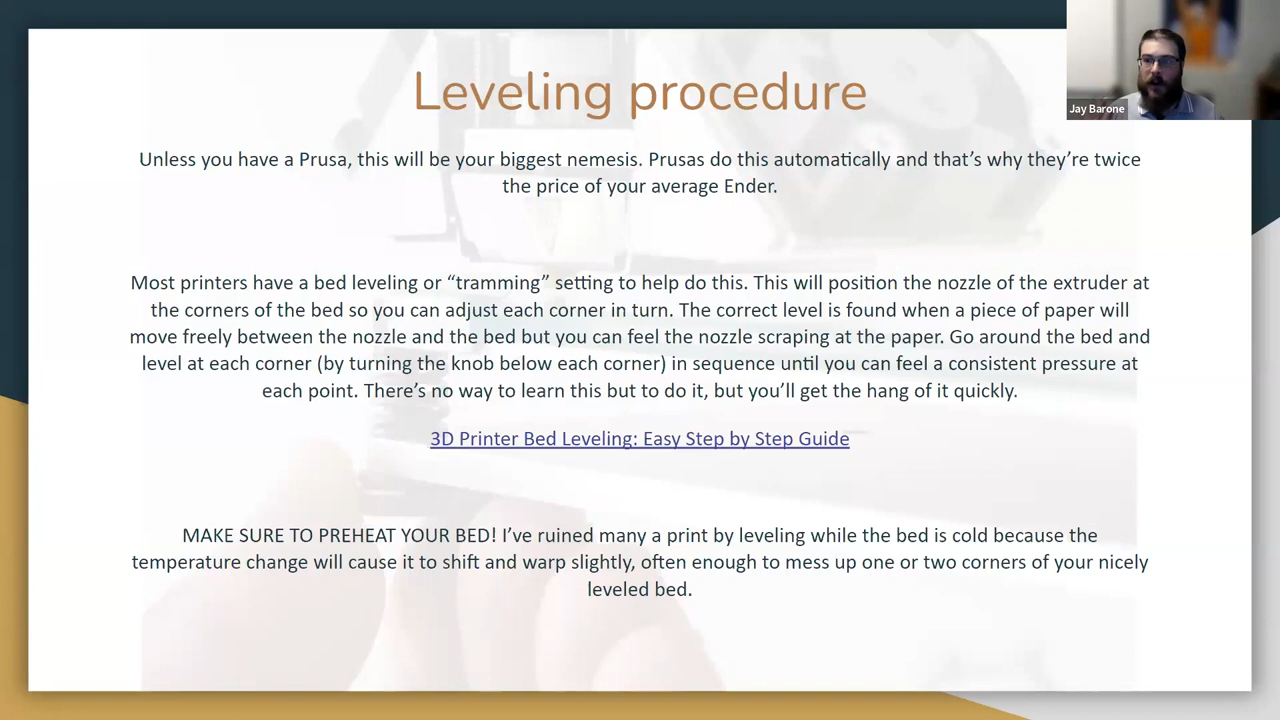 Leveling procedure
Jay Barone
Unless you have a Prusa, this will be your biggest nemesis. Prusas do this automatically and that’s why they’re twice
the price of your average Ender.
Most printers have a bed leveling or “tramming” setting to help do this. This will position the nozzle of the extruder at
the corners of the bed so you can adjust each corner in turn. The correct level is found when a piece of paper will
move freely between the nozzle and the bed but you can feel the nozzle scraping at the paper. Go around the bed and
level at each corner (by turning the knob below each corner) in sequence until you can feel a consistent pressure at
each point. There’s no way to learn this but to do it, but you’ll get the hang of it quickly.
3D Printer Bed Leveling: Easy Step by Step Guide
MAKE SURE TO PREHEAT YOUR BED! I’ve ruined many a print by leveling while the bed is cold because the
temperature change will cause it to shift and warp slightly, often enough to mess up one or two corners of your nicely
leveled bed.